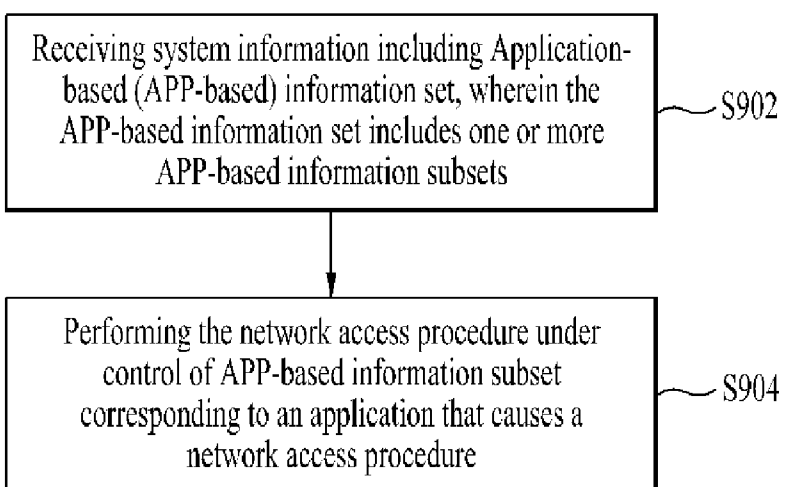 Receiving system information including Application-
based (APP-based) information set, wherein the
APP-based information set includes one or more
APP-based information subsets
S902
Performing the network access procedure under
control of APP-based information subset
corresponding to an application that causes a
network access procedure
S904